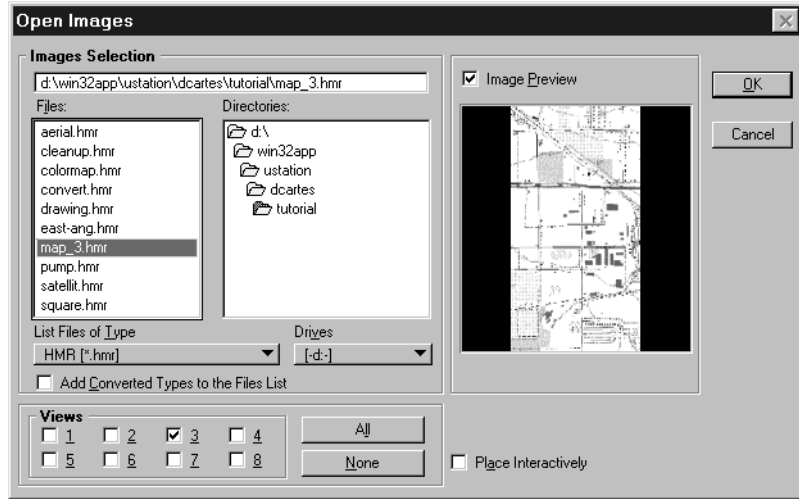 Open Images
Images Selection
d:\win32app\ustation\dcartes\tutorial\map_3.hmr
Files:
aerial.hmr
cleanup.hmr
colormap.hmr
convert.hmr
drawing.hmr
east-ang.hmr
map_3.hmr
pump.hmr
satellit.hmr
square.hmr
Directories:
d:\
win32app
ustation
dcartes
tutorial
List Files of Type
HMR [*.hmr]
Drives
[-d:-]
Add Converted Types to the Files List
Image Preview
OK
Cancel
Views
1 2 3 4
5 6 7 8
All
None
Place Interactively